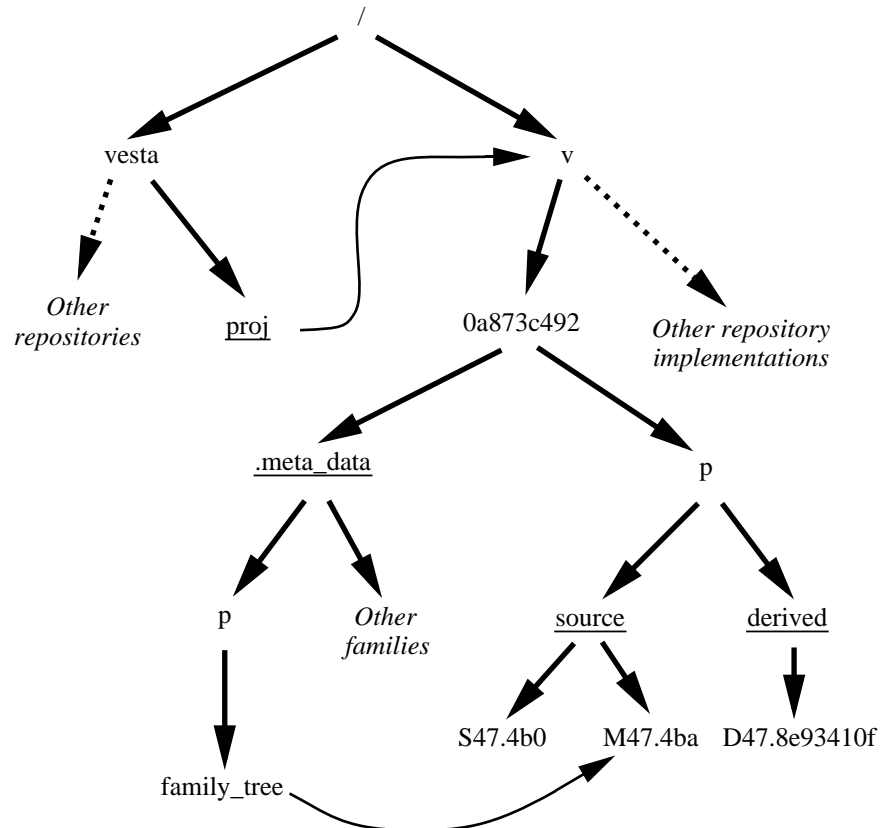 /
vesta
v
Other
repositories
proj
0a873c492
Other repository
implementations
.meta_data
p
p
Other
families
source
derived
S47.4b0
M47.4ba
D47.8e93410f
family_tree